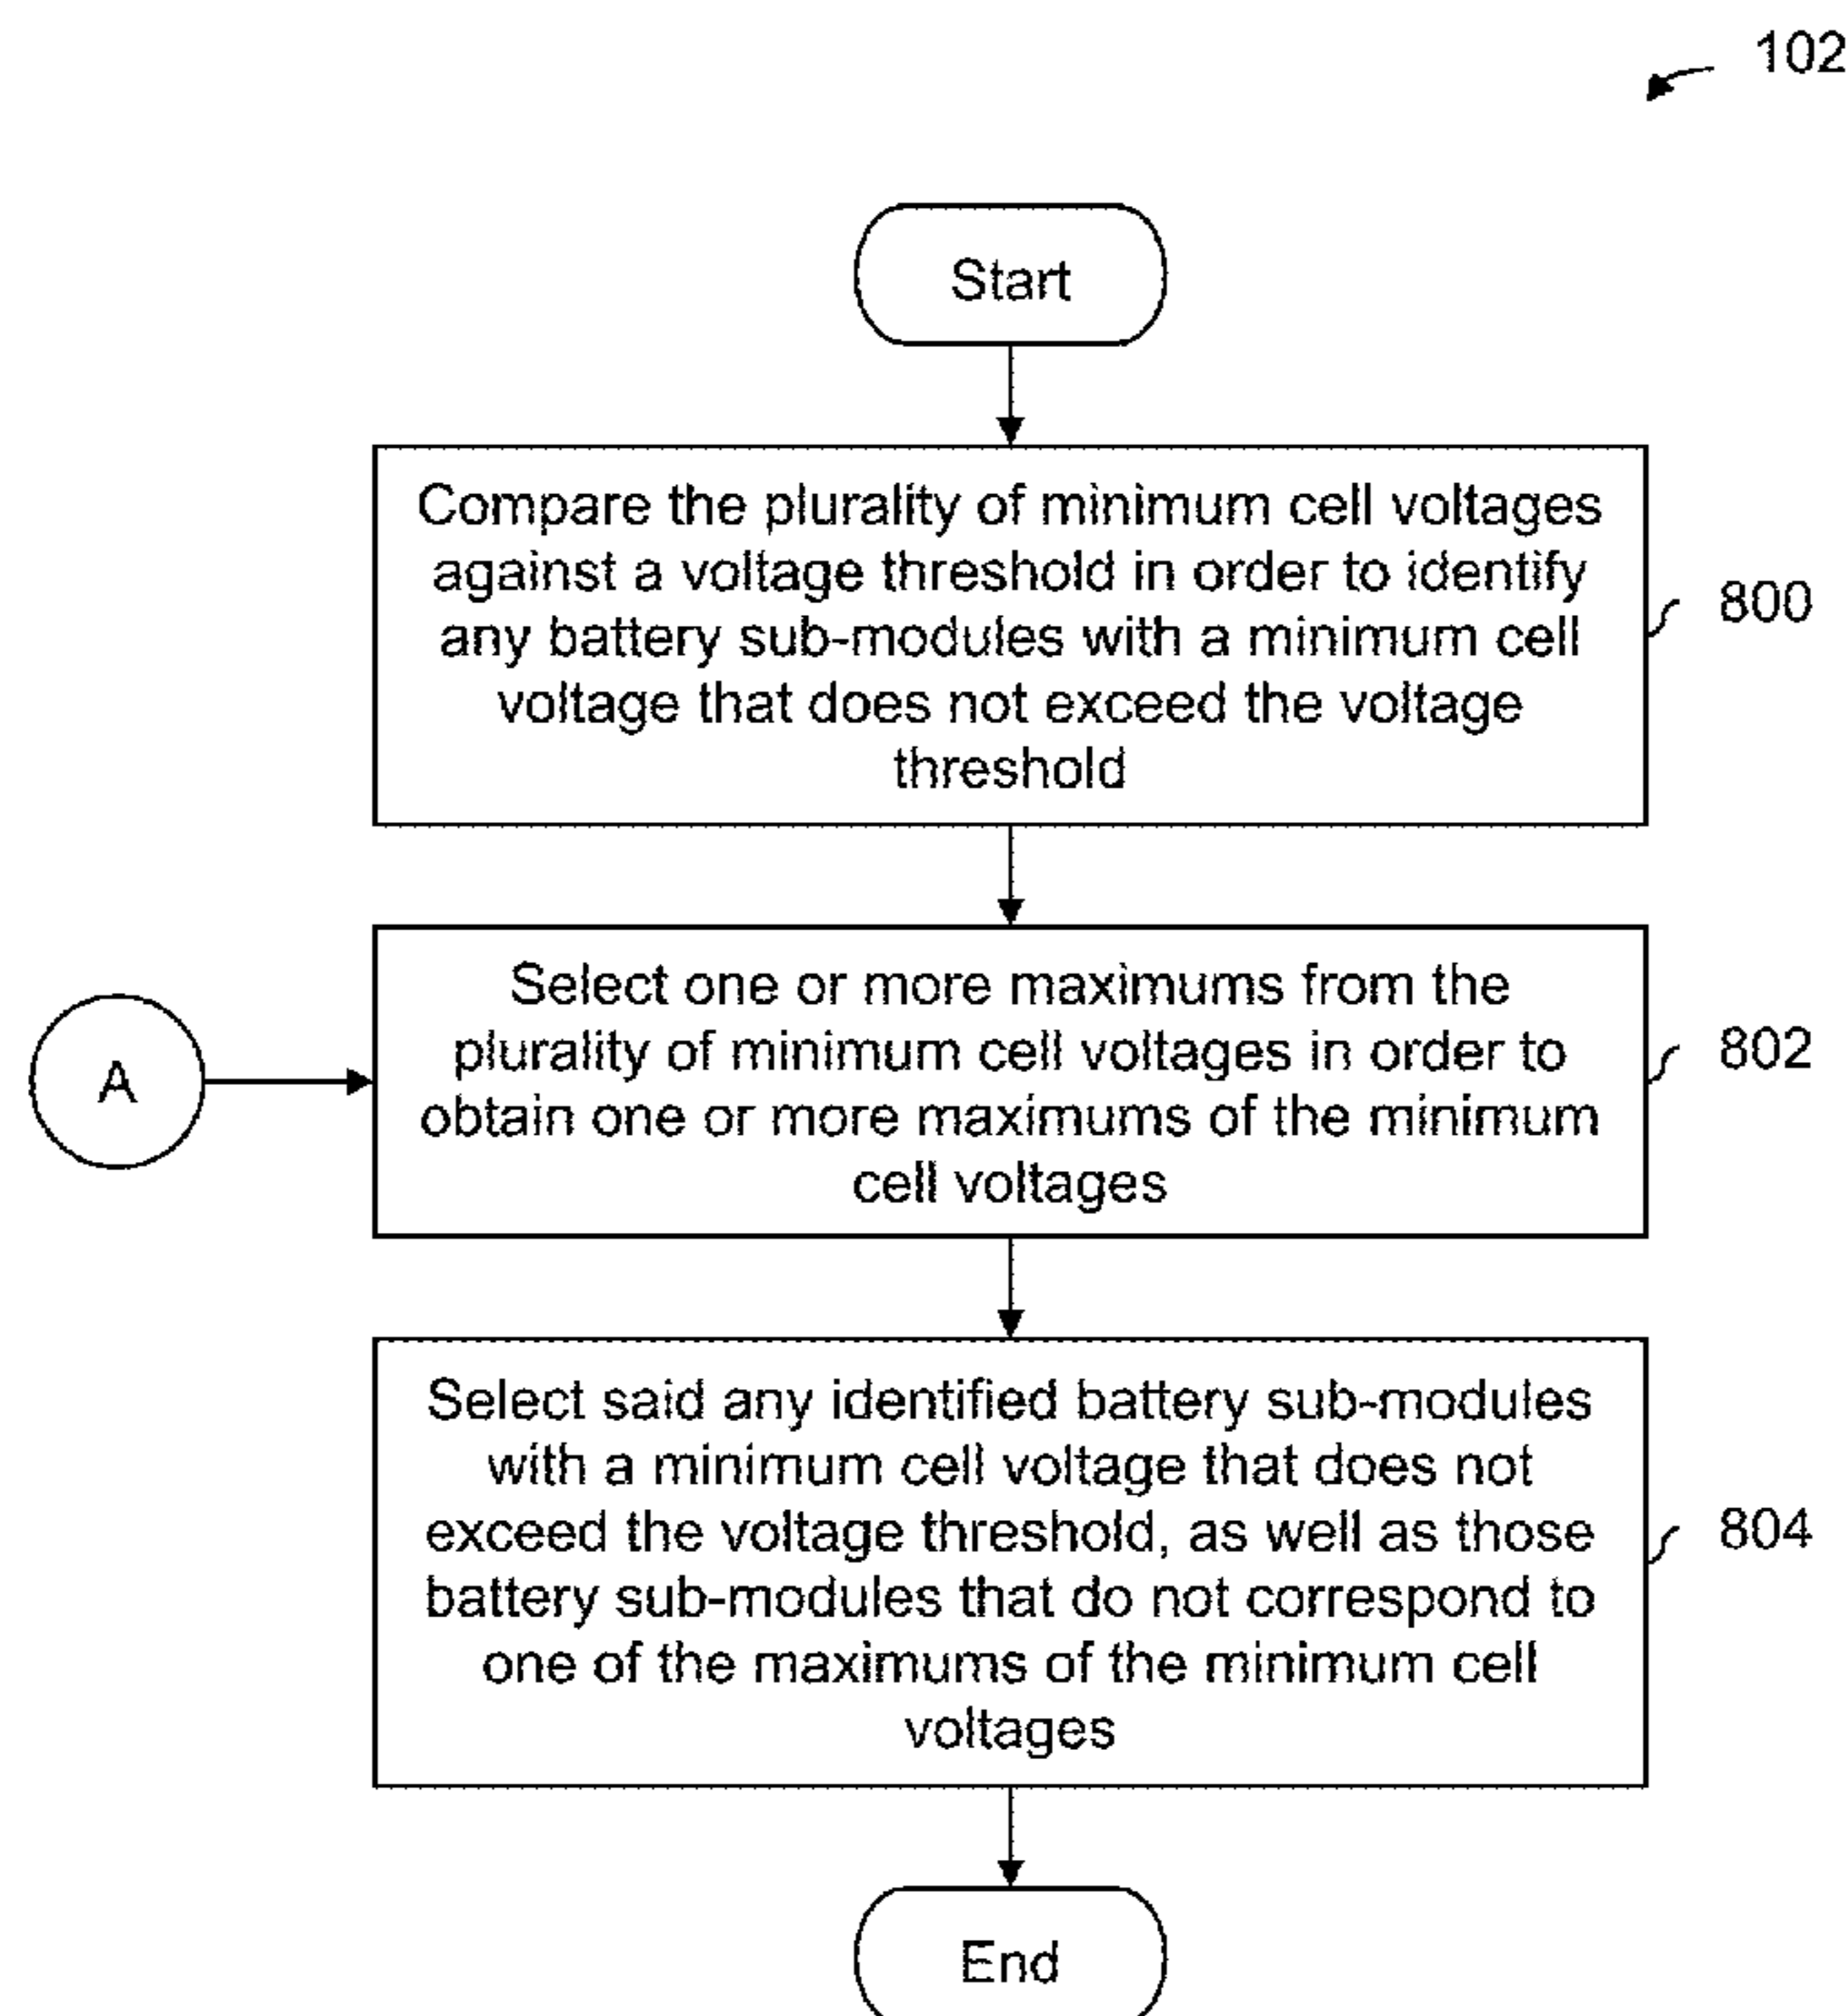 102
Start
Compare the plurality of minimum cell voltages
against a voltage threshold in order to identify
any battery sub-modules with a minimum cell
voltage that does not exceed the voltage
threshold
800
Select one or more maximums from the
plurality of minimum cell voltages in order to
obtain one or more maximums of the minimum
cell voltages
802
A
Select said any identified battery sub-modules
with a minimum cell voltage that does not
exceed the voltage threshold, as well as those
battery sub-modules that do not correspond to
one of the maximums of the minimum cell
voltages
804
End